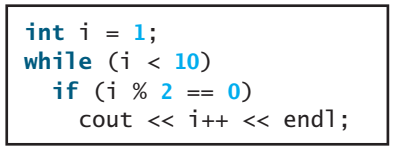 int i = 1;
while (i < 10)
  if (i % 2 == 0)
    cout << i++ << endl;